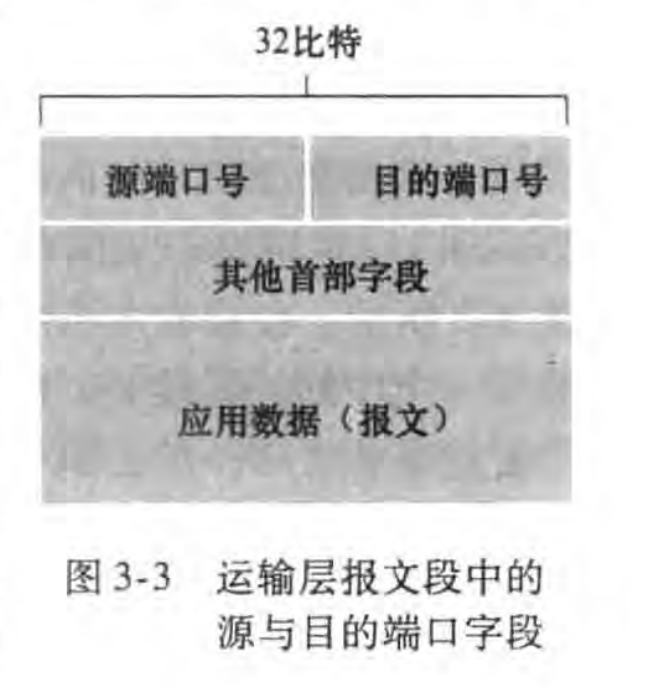 32比特
源端口号 目的端口号
其他首部字段
应用数据（报文）
图 3-3 运输层报文段中的
源与目的端口字段